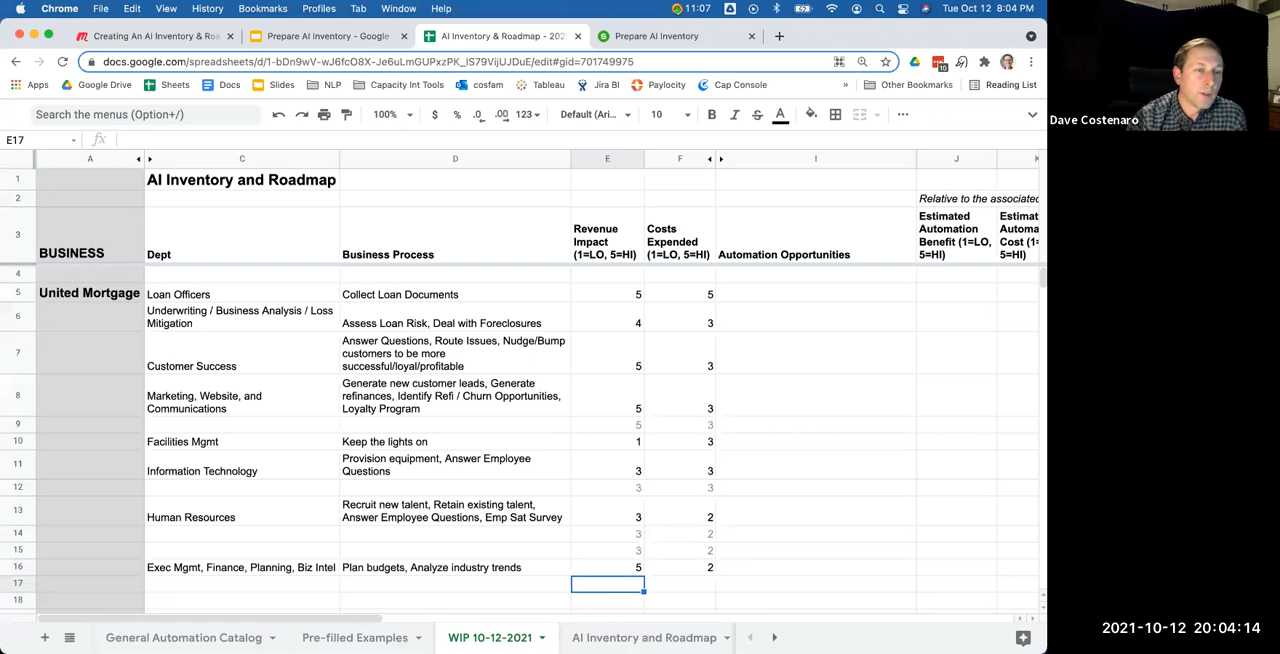 Chrome File Edit View History Bookmarks Profiles Tab Window Help 11:07 Tue Oct 12 8:04 PM
Creating An Ai Inventory & Roa Prepare AI Inventory - Google AI Inventory & Roadmap - 202 Prepare AI Inventory
docs.google.com/spreadsheets/d/1-bDn9wV-wJ6fcO8X-Je6uLmGUPxzPK_lS79VijUJDuE/edit#gid=701749975
10
Apps Google Drive Sheets Docs Slides NLP Capacity Int Tools cosfam Tableau Jira BI Paylocity Cap Console » Other Bookmarks Reading List
Search the menus (Option+/) 100% $ % .0 .00 123 Default (Ari... 10 B I S A
E17 fx
A C D E F I J K
1 AI Inventory and Roadmap
2 Relative to the associated
3 BUSINESS Dept Business Process Revenue Impact (1=LO, 5=HI) Costs Expended (1=LO, 5=HI) Automation Opportunities Estimated Automation Benefit (1=LO, 5=HI) Estimat Automa Cost (1= 5=HI)
4
5 United Mortgage Loan Officers Collect Loan Documents 5 5
6 Underwriting / Business Analysis / Loss Mitigation Assess Loan Risk, Deal with Foreclosures 4 3
7 Customer Success Answer Questions, Route Issues, Nudge/Bump customers to be more successful/loyal/profitable 5 3
8 Marketing, Website, and Communications Generate new customer leads, Generate refinances, Identify Refi / Churn Opportunities, Loyalty Program 5 3
9 5 3
10 Facilities Mgmt Keep the lights on 1 3
11 Information Technology Provision equipment, Answer Employee Questions 3 3
12 3 3
13 Human Resources Recruit new talent, Retain existing talent, Answer Employee Questions, Emp Sat Survey 3 2
14 3 2
15 3 2
16 Exec Mgmt, Finance, Planning, Biz Intel Plan budgets, Analyze industry trends 5 2
17
18
General Automation Catalog Pre-filled Examples WIP 10-12-2021 AI Inventory and Roadmap
Dave Costenaro
2021-10-12 20:04:14